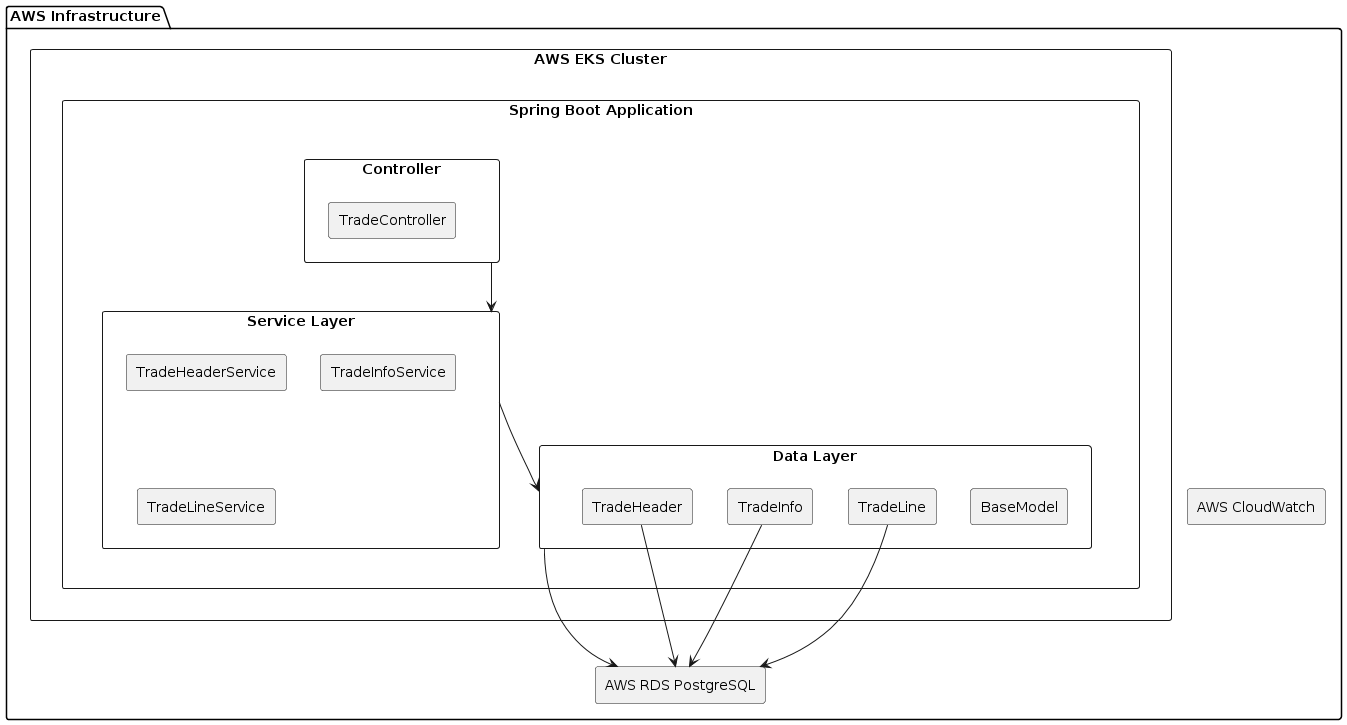 AWS Infrastructure
AWS EKS Cluster
Spring Boot Application
Controller
TradeController
Service Layer
TradeHeaderService
TradeInfoService
TradeLineService
Data Layer
TradeHeader
TradeInfo
TradeLine
BaseModel
AWS CloudWatch
AWS RDS PostgreSQL